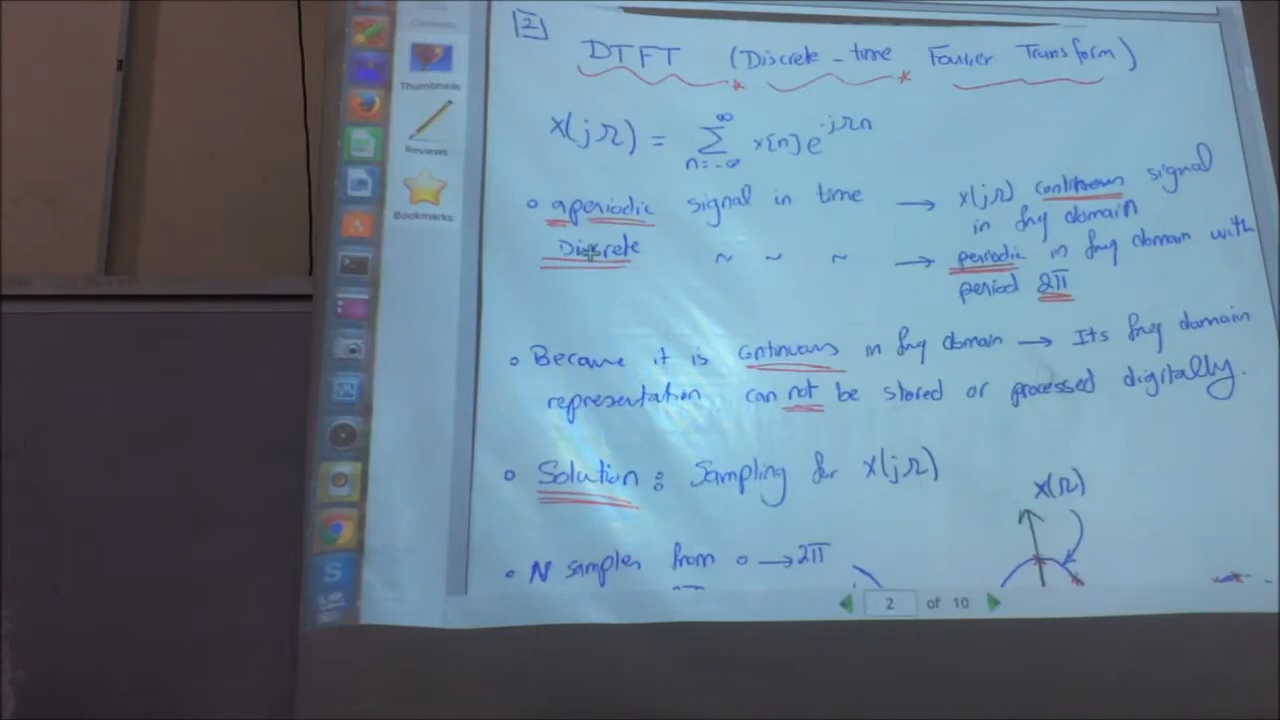 Contents
Thumbnails
Reviews
Bookmarks
[2]
DTFT (Discrete-time Fourier Transform)
X(jΩ) = ∑ x[n] e^-jΩn
n=-∞ ∞
• aperiodic signal in time → X(jΩ) continuous signal
in freq domain
Discrete ~ ~ ~ → periodic in freq domain with
period 2π
• Because it is continuous in freq domain → Its freq domain
representation can not be stored or processed digitally.
• Solution: Sampling for X(jΩ)
X(Ω)
• N samples from 0 → 2π
2 of 10